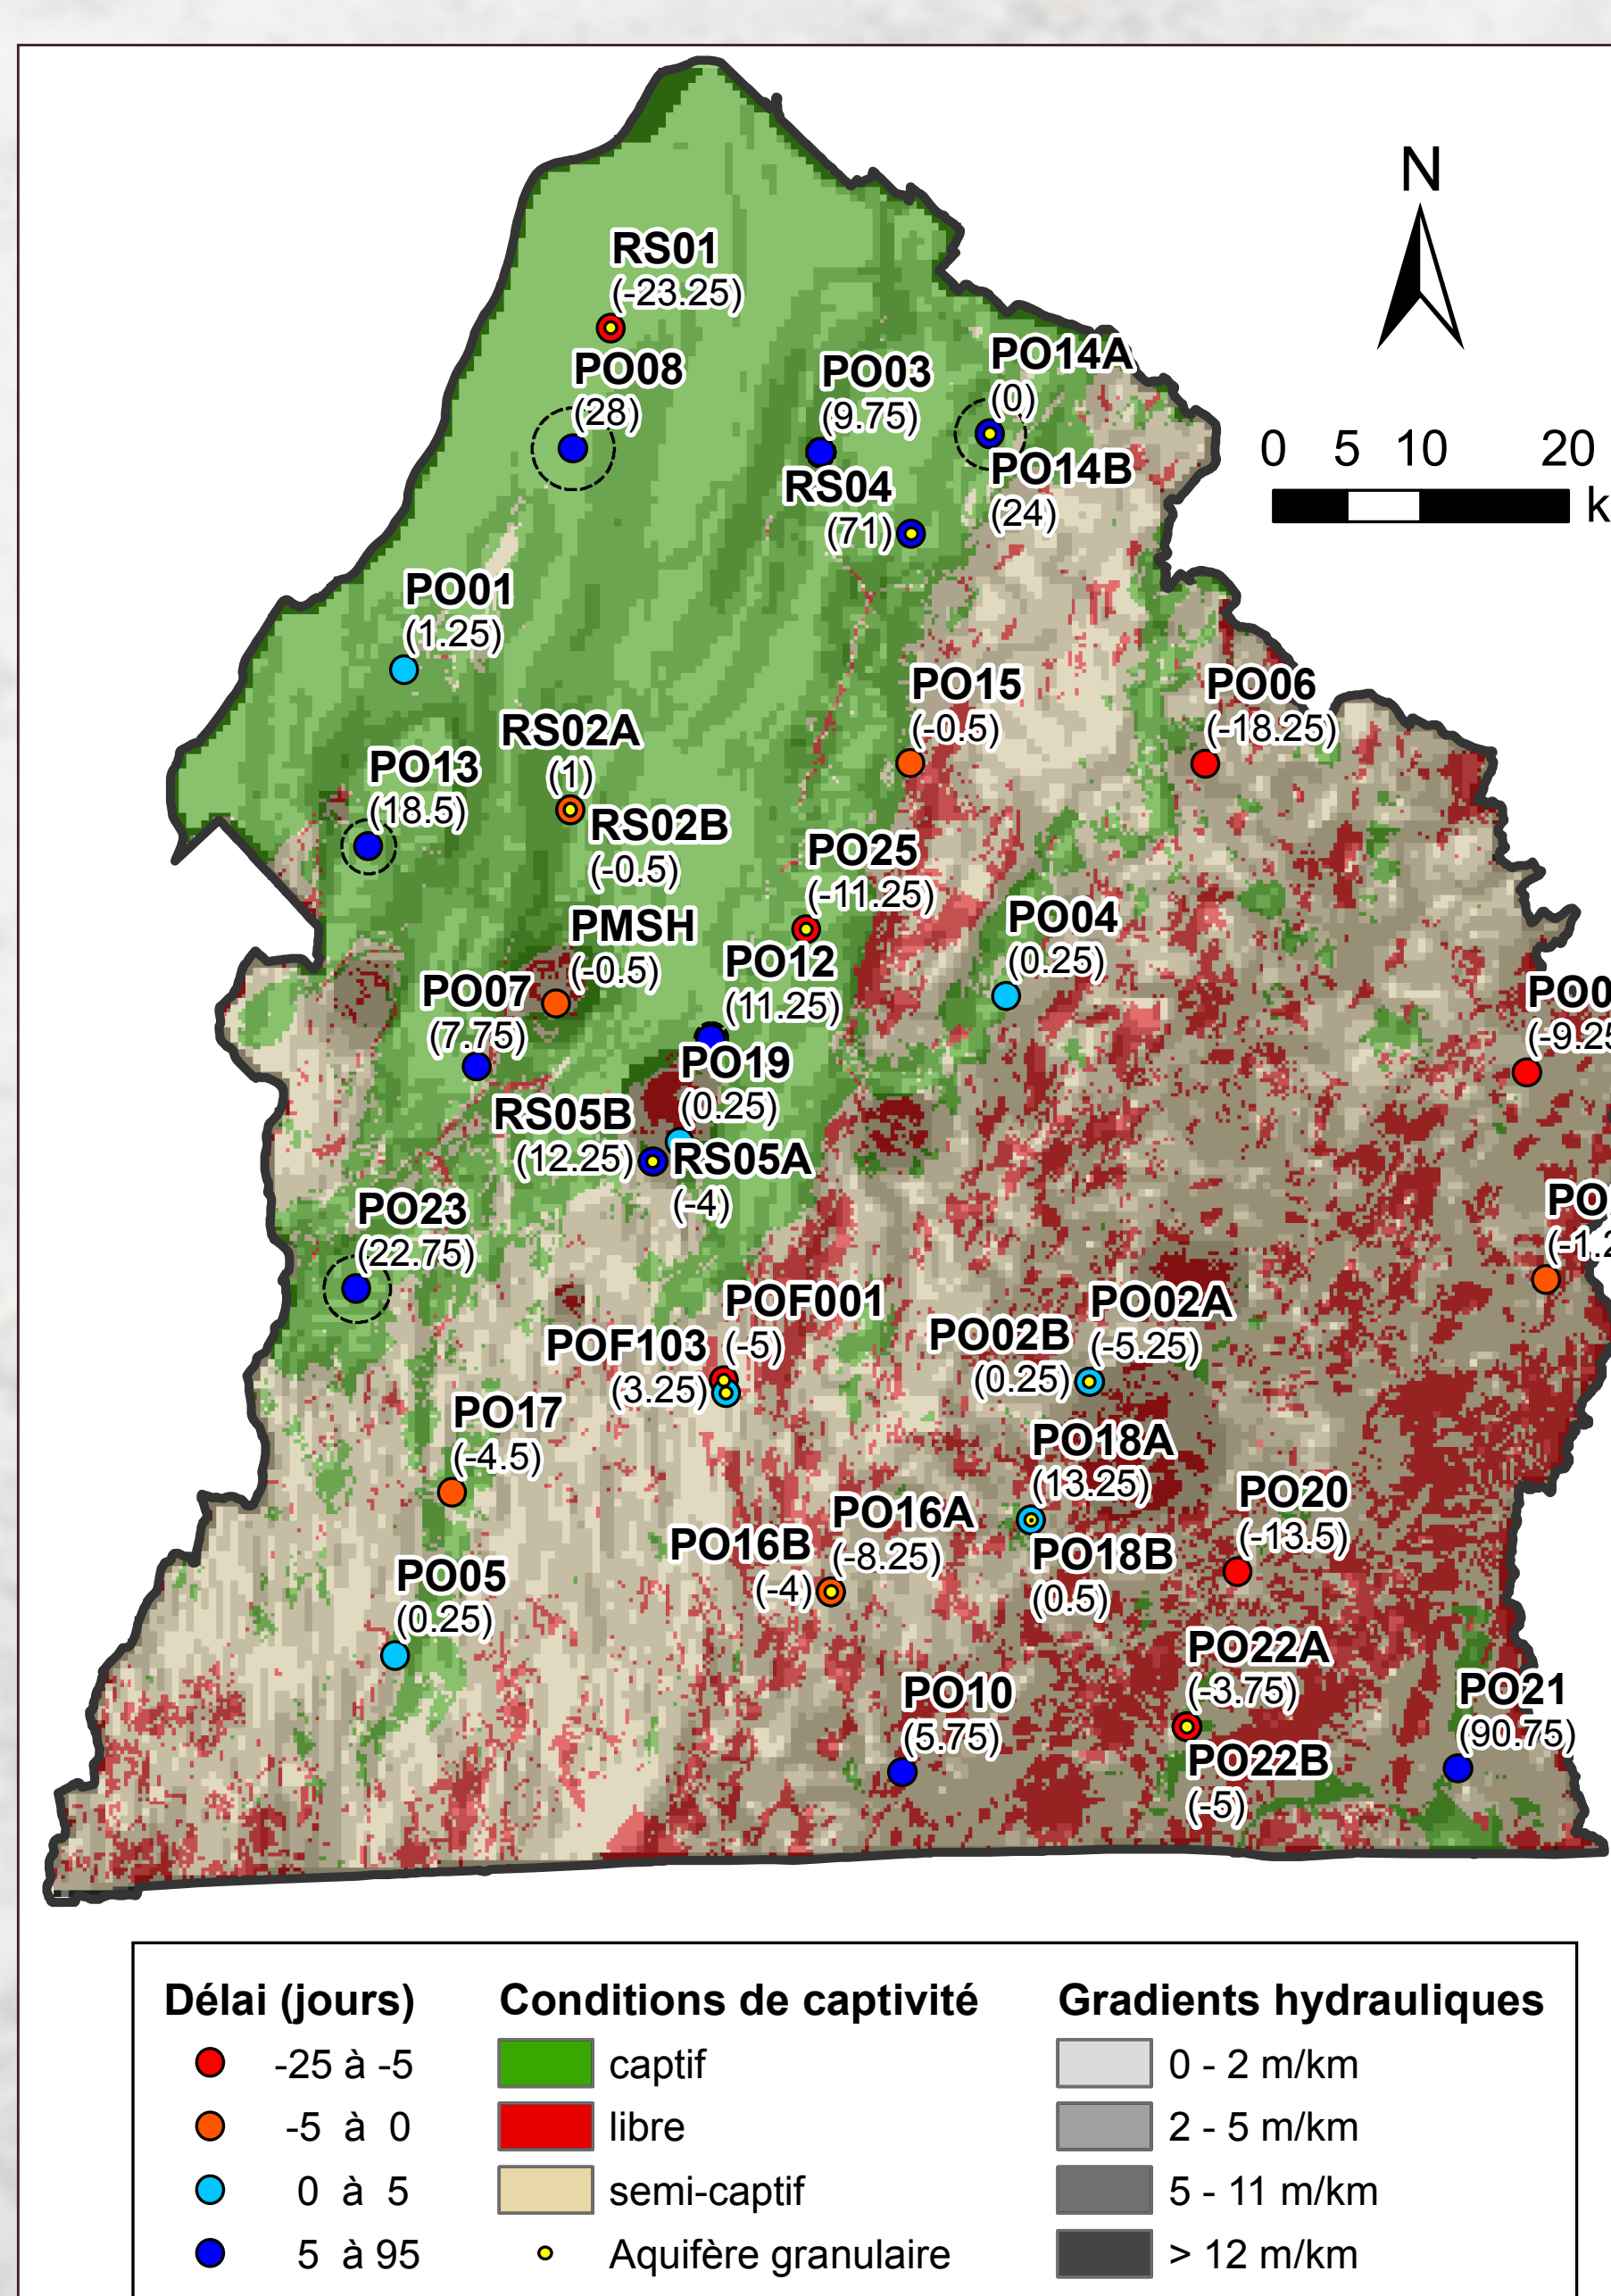 N
0 5 10 20
k
RS01
(-23.25)
PO08
(28)
PO03
(9.75)
PO14A
(0)
PO14B
(24)
RS04
(71)
PO01
(1.25)
PO15
(-0.5)
PO06
(-18.25)
RS02A
(1)
RS02B
(-0.5)
PO13
(18.5)
PO25
(-11.25)
PMSH
(-0.5)
PO04
(0.25)
PO12
(11.25)
PO07
(7.75)
PO0
(-9.25
PO19
(0.25)
RS05B
(12.25)
RS05A
(-4)
PO23
(22.75)
PO
(-1.2
POF001
(-5)
POF103
(3.25)
PO02A
(-5.25)
PO02B
(0.25)
PO17
(-4.5)
PO18A
(13.25)
PO18B
(0.5)
PO16A
(-8.25)
PO16B
(-4)
PO20
(-13.5)
PO05
(0.25)
PO22A
(-3.75)
PO22B
(-5)
PO10
(5.75)
PO21
(90.75)
Délai (jours)
-25 à -5
-5 à 0
0 à 5
5 à 95
Conditions de captivité
captif
libre
semi-captif
Aquifère granulaire
Gradients hydrauliques
0 - 2 m/km
2 - 5 m/km
5 - 11 m/km
> 12 m/km